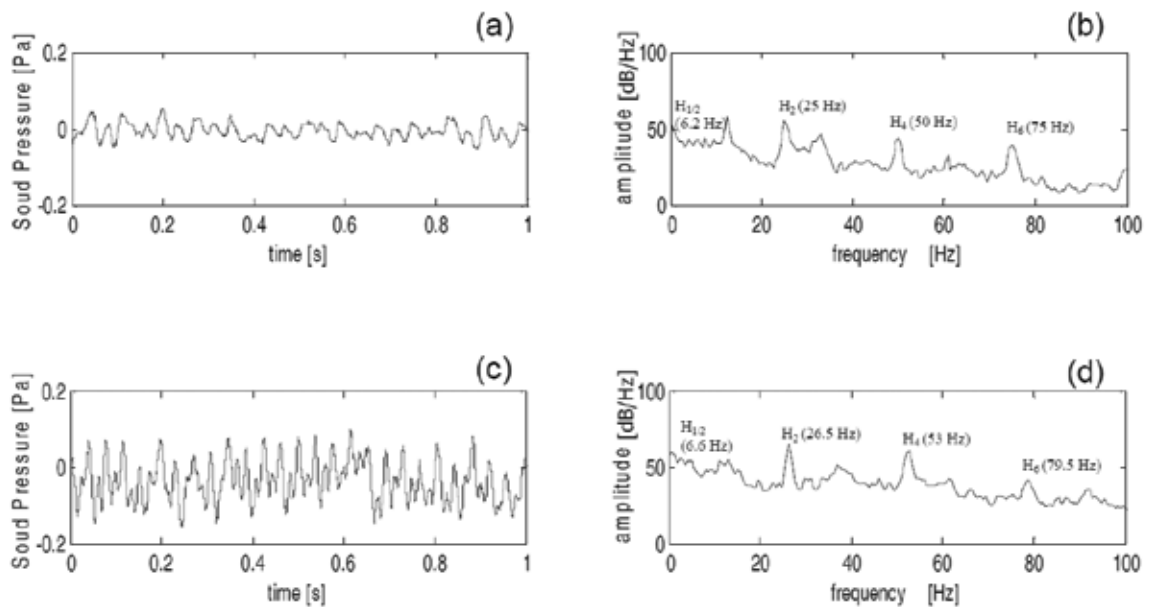 (a)
Soud Pressure [Pa]
0.2
0
-0.2
0 0.2 0.4 0.6 0.8 1
time [s]
(b)
amplitude [dB/Hz]
100
50
0
H1/2
(6.2 Hz)
H2 (25 Hz)
H4 (50 Hz)
H6 (75 Hz)
0 20 40 60 80 100
frequency [Hz]
(c)
Soud Pressure [Pa]
0.2
0
-0.2
0 0.2 0.4 0.6 0.8 1
time [s]
(d)
amplitude [dB/Hz]
100
50
0
H1/2
(6.6 Hz)
H2 (26.5 Hz)
H4 (53 Hz)
H6 (79.5 Hz)
0 20 40 60 80 100
frequency [Hz]